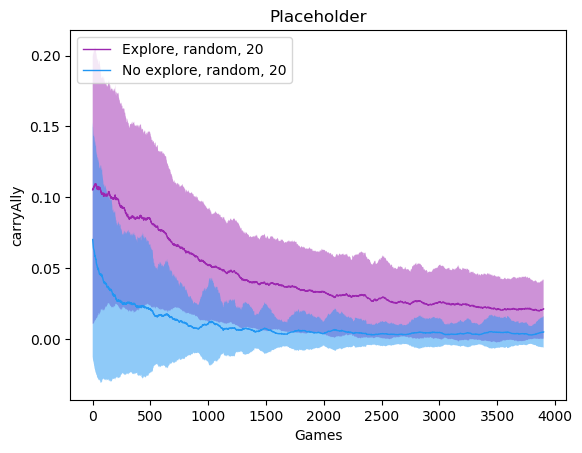 Placeholder
Explore, random, 20
No explore, random, 20
carryAlly
0.20
0.15
0.10
0.05
0.00
0 500 1000 1500 2000 2500 3000 3500 4000
Games